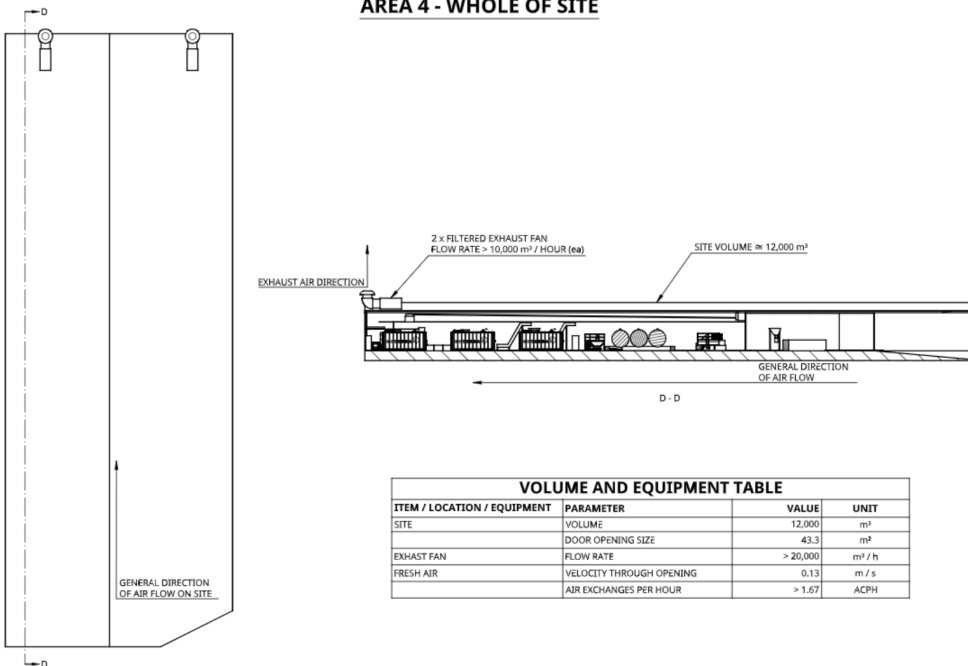 AREA 4 - WHOLE OF SITE
D
2 x FILTERED EXHAUST FAN
FLOW RATE > 10,000 m³ / HOUR (ea)
SITE VOLUME ≅ 12,000 m³
EXHAUST AIR DIRECTION
GENERAL DIRECTION
OF AIR FLOW
D - D
VOLUME AND EQUIPMENT TABLE
ITEM / LOCATION / EQUIPMENT PARAMETER VALUE UNIT
SITE VOLUME 12,000 m³
DOOR OPENING SIZE 43.3 m²
EXHAST FAN FLOW RATE > 20,000 m³ / h
FRESH AIR VELOCITY THROUGH OPENING 0.13 m / s
AIR EXCHANGES PER HOUR > 1.67 ACPH
GENERAL DIRECTION
OF AIR FLOW ON SITE
D